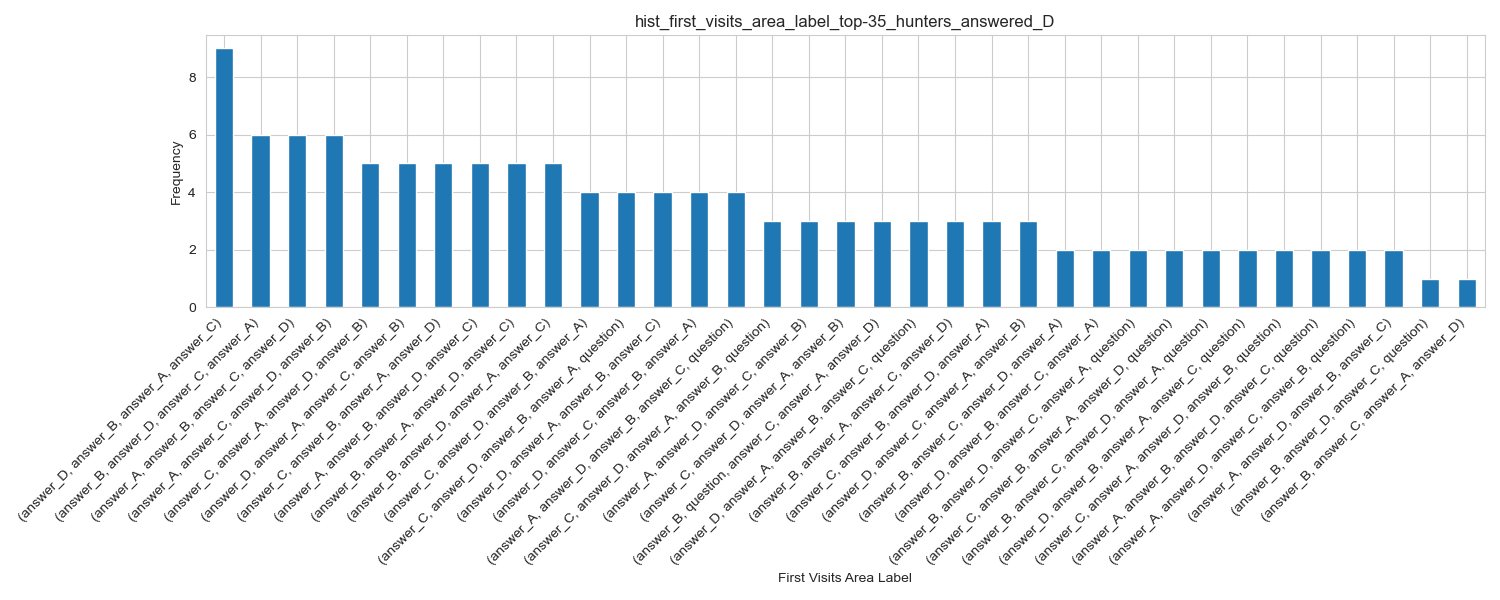 hist_first_visits_area_label_top-35_hunters_answered_D
Frequency
8
6
4
2
0
(answer_D, answer_B, answer_A, answer_C)
(answer_B, answer_D, answer_C, answer_A)
(answer_A, answer_B, answer_C, answer_D)
(answer_A, answer_C, answer_D, answer_B)
(answer_C, answer_A, answer_D, answer_B)
(answer_D, answer_A, answer_C, answer_B)
(answer_C, answer_B, answer_A, answer_D)
(answer_A, answer_B, answer_D, answer_C)
(answer_B, answer_A, answer_D, answer_C)
(answer_B, answer_D, answer_A, answer_C)
(answer_C, answer_D, answer_B, answer_A)
(answer_C, answer_D, answer_B, answer_A, question)
(answer_D, answer_A, answer_B, answer_C)
(answer_D, answer_C, answer_B, answer_A)
(answer_A, answer_D, answer_B, answer_C, question)
(answer_C, answer_D, answer_A, answer_B, question)
(answer_A, answer_D, answer_C, answer_B)
(answer_C, answer_D, answer_A, answer_B)
(answer_B, question, answer_C, answer_A, answer_D)
(answer_D, answer_A, answer_B, answer_C, question)
(answer_B, answer_A, answer_C, answer_D)
(answer_C, answer_B, answer_D, answer_A)
(answer_D, answer_C, answer_A, answer_B)
(answer_B, answer_C, answer_D, answer_A)
(answer_D, answer_B, answer_C, answer_A)
(answer_B, answer_D, answer_C, answer_A, question)
(answer_C, answer_B, answer_A, answer_D, question)
(answer_B, answer_C, answer_D, answer_A, question)
(answer_D, answer_B, answer_A, answer_C, question)
(answer_C, answer_A, answer_D, answer_B, question)
(answer_A, answer_B, answer_D, answer_C, question)
(answer_A, answer_D, answer_C, answer_B, question)
(answer_A, answer_D, answer_B, answer_C)
(answer_B, answer_D, answer_C, question)
(answer_B, answer_C, answer_A, answer_D)
First Visits Area Label